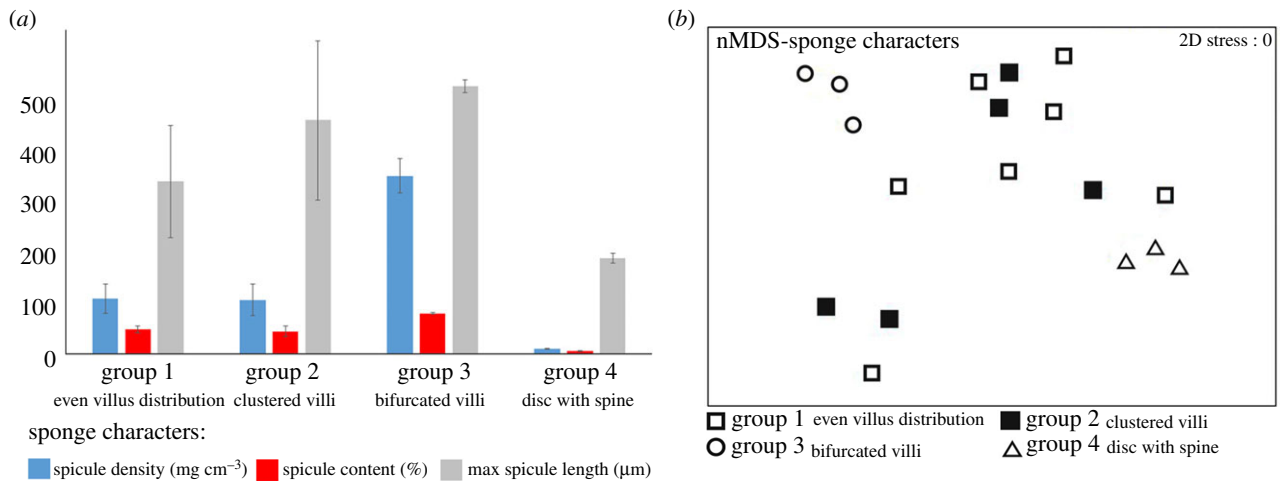 (a)
500
400
300
200
100
0
group 1 group 2 group 3 group 4
even villus distribution clustered villi bifurcated villi disc with spine
sponge characters:
spicule density (mg cm⁻³) spicule content (%) max spicule length (µm)
(b)
nMDS-sponge characters 2D stress : 0
group 1 even villus distribution group 2 clustered villi
group 3 bifurcated villi group 4 disc with spine